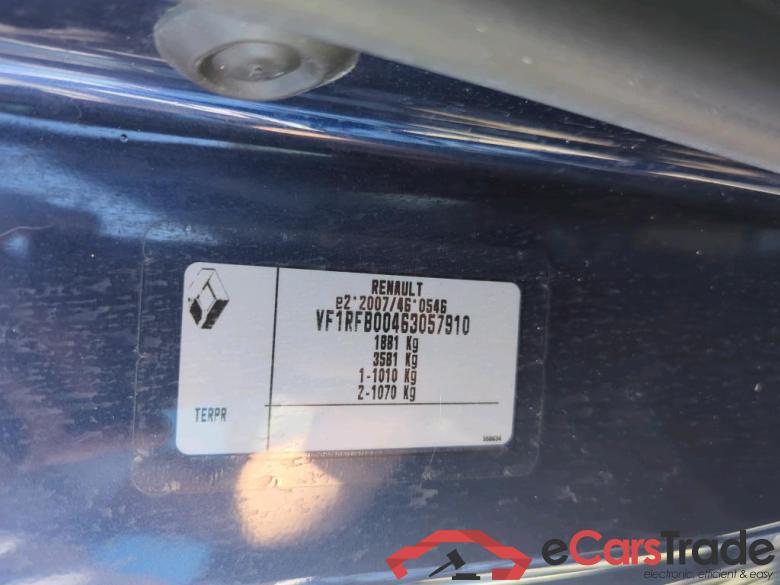 RENAULT
e2*2007/46*0546
VF1RFB00463057910
1881 Kg
3581 Kg
1-1010 Kg
2-1070 Kg
TERPR
eCarsTrade
electronic, efficient & easy